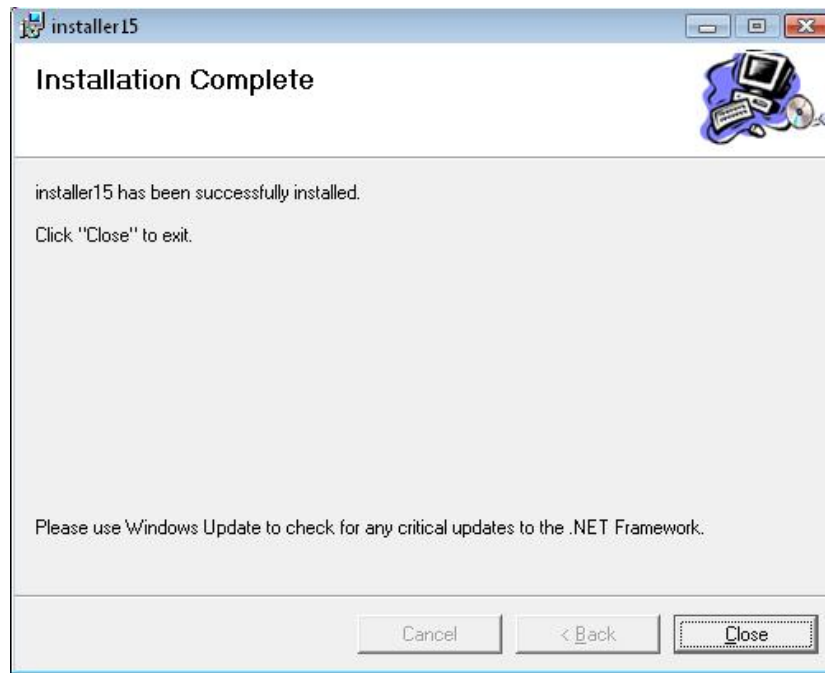 installer15
Installation Complete
installer15 has been successfully installed.
Click "Close" to exit.
Please use Windows Update to check for any critical updates to the .NET Framework.
Cancel
< Back
Close